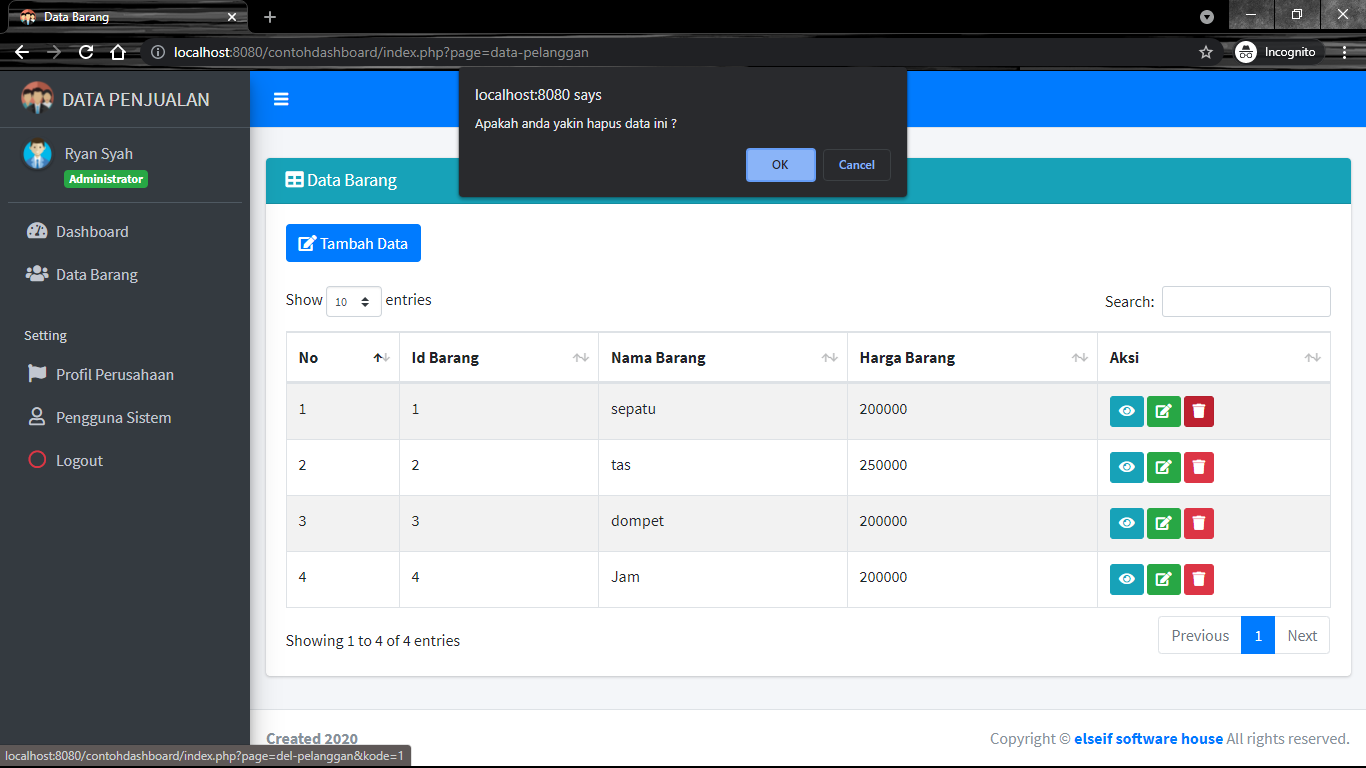 Data Barang
localhost:8080/contohdashboard/index.php?page=data-pelanggan
Incognito
DATA PENJUALAN
localhost:8080 says
Apakah anda yakin hapus data ini ?
OK Cancel
Ryan Syah
Administrator
Dashboard
Data Barang
Setting
Profil Perusahaan
Pengguna Sistem
Logout
Data Barang
Tambah Data
Show 10 entries
Search:
No Id Barang Nama Barang Harga Barang Aksi
1 1 sepatu 200000
2 2 tas 250000
3 3 dompet 200000
4 4 Jam 200000
Showing 1 to 4 of 4 entries
Previous 1 Next
Created 2020
Copyright © elseif software house All rights reserved.
localhost:8080/contohdashboard/index.php?page=del-pelanggan&kode=1